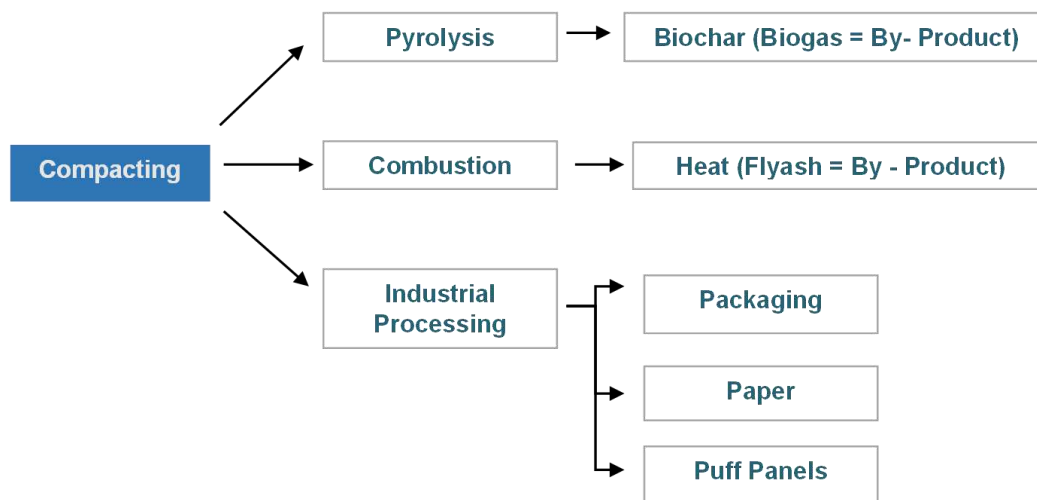 Pyrolysis
Biochar (Biogas = By- Product)
Compacting
Combustion
Heat (Flyash = By - Product)
Industrial
Processing
Packaging
Paper
Puff Panels